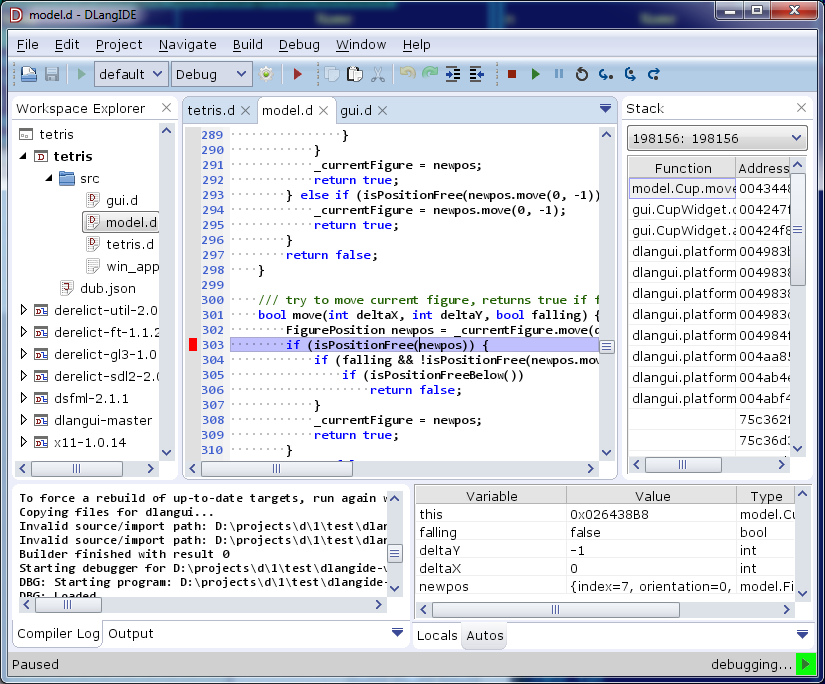 model.d - DLangIDE
File Edit Project Navigate Build Debug Window Help
default Debug
Workspace Explorer
tetris
tetris
src
gui.d
model.d
tetris.d
win_app
dub.json
derelict-util-2.0
derelict-ft-1.1.2
derelict-gl3-1.0
derelict-sdl2-2.0
dsfml-2.1.1
dlangui-master
x11-1.0.14
tetris.d model.d gui.d
289 }
290 }
291 _currentFigure = newpos;
292 return true;
293 } else if (isPositionFree(newpos.move(0, -1))
294 _currentFigure = newpos.move(0, -1);
295 return true;
296 }
297 return false;
298 }
299
300 /// try to move current figure, returns true if f
301 bool move(int deltaX, int deltaY, bool falling) {
302 FigurePosition newpos = _currentFigure.move(d
303 if (isPositionFree(newpos)) {
304 if (falling && !isPositionFree(newpos.mov
305 if (isPositionFreeBelow())
306 return false;
307 }
308 _currentFigure = newpos;
309 return true;
310 }
Stack
198156: 198156
Function Address
model.Cup.move 0043448
gui.CupWidget.o 004247f
gui.CupWidget.a 00424f8
dlangui.platform 004983b
dlangui.platform 004983b
dlangui.platform 004983d
dlangui.platform 004983c
dlangui.platform 004984f
dlangui.platform 004aa85
dlangui.platform 004ab4e
dlangui.platform 004abf4
75c362f
75c36d3
To force a rebuild of up-to-date targets, run again w
Copying files for dlangui...
Invalid source/import path: D:\projects\d\1\test\dlan
Invalid source/import path: D:\projects\d\1\test\dlan
Builder finished with result 0
Starting debugger for D:\projects\d\1\test\dlangide-
DBG: Starting program: D:\projects\d\1\test\dlangide-
DBG: Loaded
Compiler Log Output
Variable Value Type
this 0x026438B8 model.Cu
falling false bool
deltaY -1 int
deltaX 0 int
newpos {index=7, orientation=0, model.Fi
Locals Autos
Paused debugging...